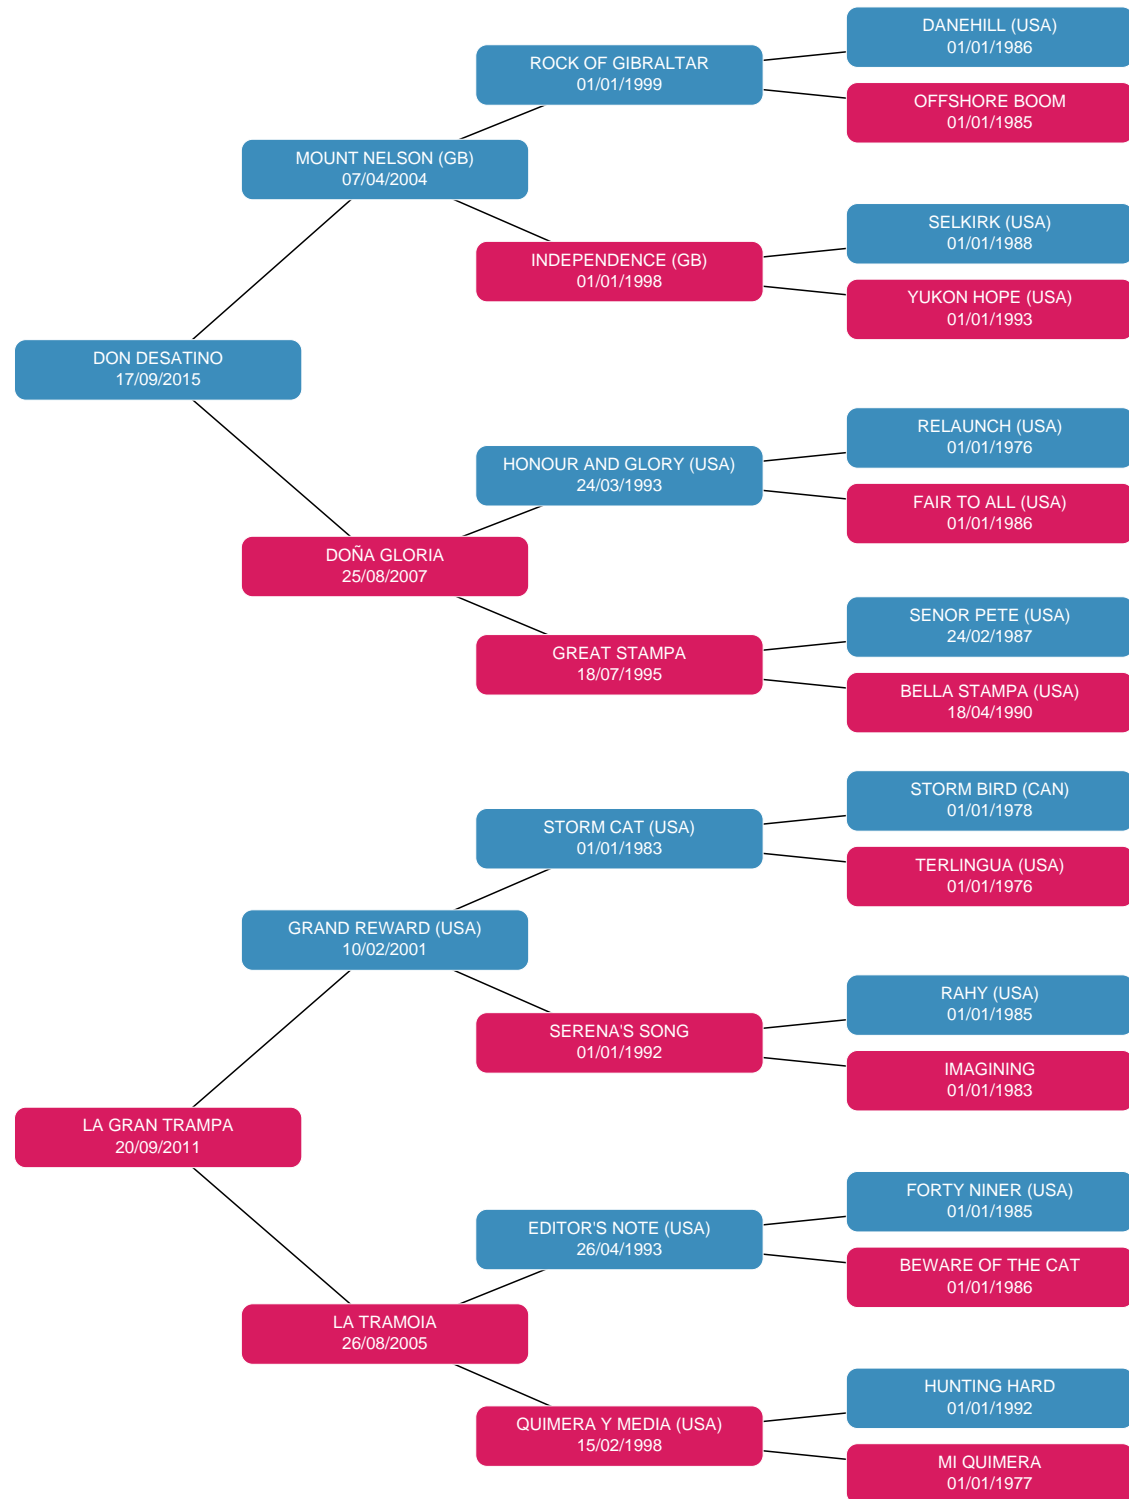 DANEHILL (USA)
01/01/1986
ROCK OF GIBRALTAR
01/01/1999
OFFSHORE BOOM
01/01/1985
MOUNT NELSON (GB)
07/04/2004
SELKIRK (USA)
01/01/1988
INDEPENDENCE (GB)
01/01/1998
YUKON HOPE (USA)
01/01/1993
DON DESATINO
17/09/2015
RELAUNCH (USA)
01/01/1976
HONOUR AND GLORY (USA)
24/03/1993
FAIR TO ALL (USA)
01/01/1986
DOÑA GLORIA
25/08/2007
SENOR PETE (USA)
24/02/1987
GREAT STAMPA
18/07/1995
BELLA STAMPA (USA)
18/04/1990
STORM BIRD (CAN)
01/01/1978
STORM CAT (USA)
01/01/1983
TERLINGUA (USA)
01/01/1976
GRAND REWARD (USA)
10/02/2001
RAHY (USA)
01/01/1985
SERENA'S SONG
01/01/1992
IMAGINING
01/01/1983
LA GRAN TRAMPA
20/09/2011
FORTY NINER (USA)
01/01/1985
EDITOR'S NOTE (USA)
26/04/1993
BEWARE OF THE CAT
01/01/1986
LA TRAMOIA
26/08/2005
HUNTING HARD
01/01/1992
QUIMERA Y MEDIA (USA)
15/02/1998
MI QUIMERA
01/01/1977